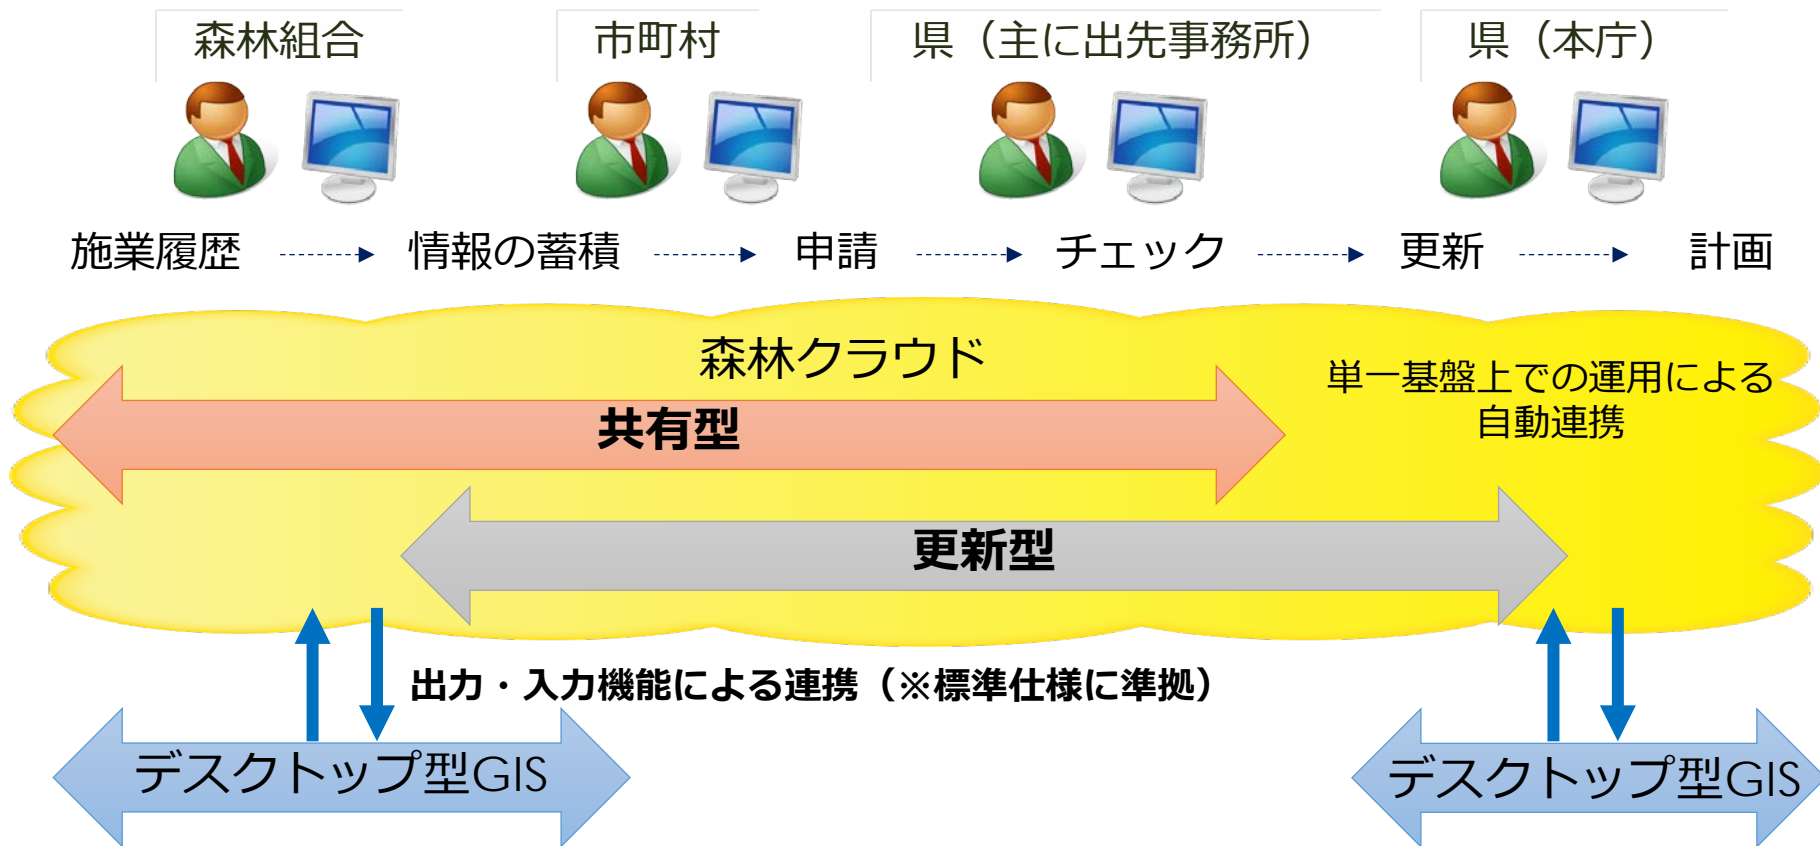 森林組合
市町村
県（主に出先事務所）
県（本庁）
施業履歴
情報の蓄積
申請
チェック
更新
計画
森林クラウド
単一基盤上での運用による
自動連携
共有型
更新型
出力・入力機能による連携（※標準仕様に準拠）
デスクトップ型GIS
デスクトップ型GIS